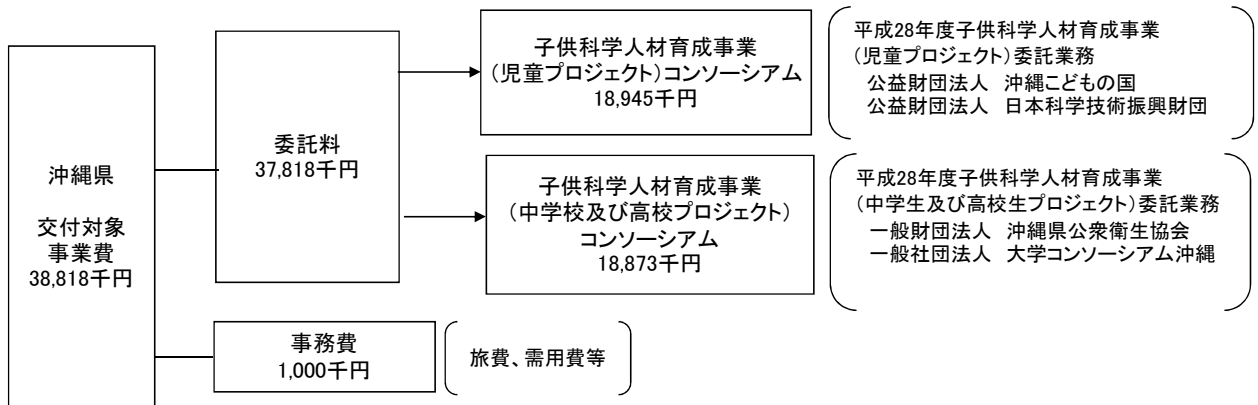 沖縄県
交付対象
事業費
38,818千円
委託料
37,818千円
子供科学人材育成事業
(児童プロジェクト)コンソーシアム
18,945千円
平成28年度子供科学人材育成事業
(児童プロジェクト)委託業務
公益財団法人 沖縄こどもの国
公益財団法人 日本科学技術振興財団
子供科学人材育成事業
(中学校及び高校プロジェクト)
コンソーシアム
18,873千円
平成28年度子供科学人材育成事業
(中学生及び高校生プロジェクト)委託業務
一般財団法人 沖縄県公衆衛生協会
一般社団法人 大学コンソーシアム沖縄
事務費
1,000千円
旅費、需用費等